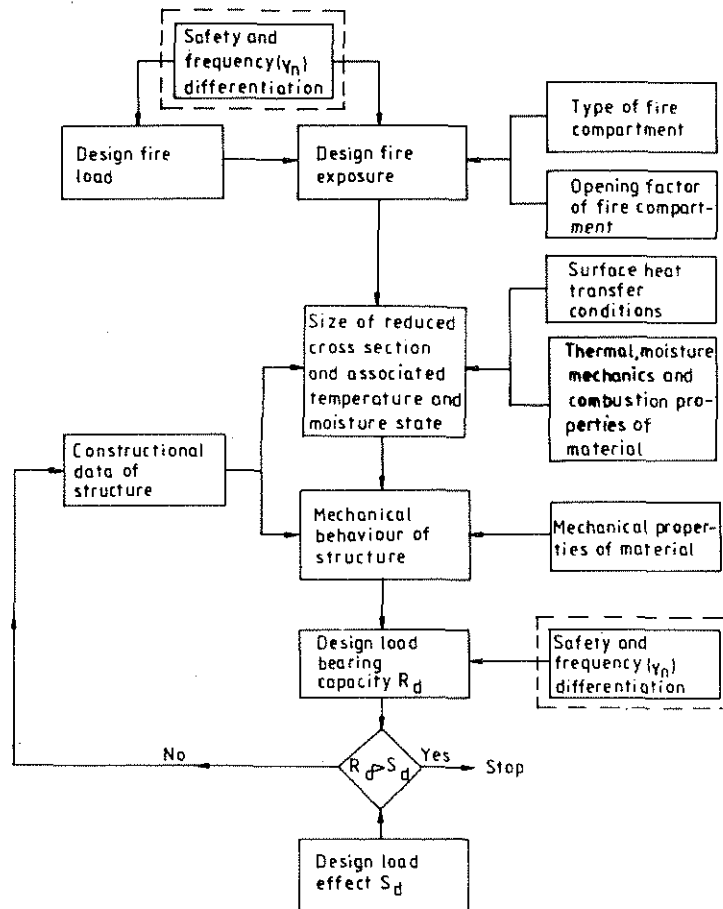 Safety and
frequency(γn)
differentiation
Design fire
load
Design fire
exposure
Type of fire
compartment
Opening factor
of fire compart-
ment
Surface heat
transfer
conditions
Size of reduced
cross section
and associated
temperature and
moisture state
Thermal, moisture
mechanics and
combustion pro-
perties of
material
Constructional
data of
structure
Mechanical
behaviour of
structure
Mechanical proper-
ties of material
Design load
bearing
capacity Rd
Safety and
frequency(γn)
differentiation
No
Rd>Sd
Yes
Stop
Design load
effect Sd